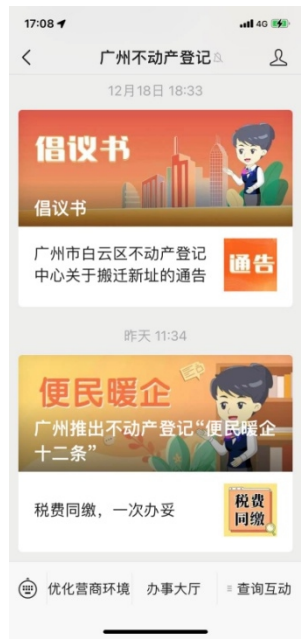 17:08
4G
广州不动产登记
12月18日 18:33
倡议书
倡议书
广州市白云区不动产登记
中心关于搬迁新址的通告
通告
昨天 11:34
便民暖企
广州推出不动产登记“便民暖企
十二条”
税费同缴，一次办妥
税费
同缴
优化营商环境
办事大厅
查询互动